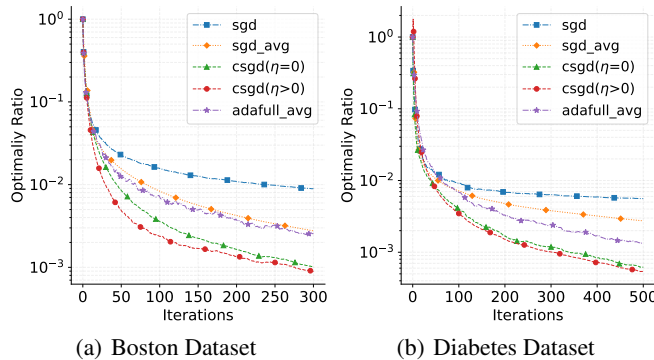 sgd
sgd_avg
csgd(η=0)
csgd(η>0)
adafull_avg
10^0
10^-1
10^-2
10^-3
Optimaliy Ratio
0 50 100 150 200 250 300
Iterations
(a) Boston Dataset
sgd
sgd_avg
csgd(η=0)
csgd(η>0)
adafull_avg
10^0
10^-1
10^-2
10^-3
Optimaliy Ratio
0 100 200 300 400 500
Iterations
(b) Diabetes Dataset